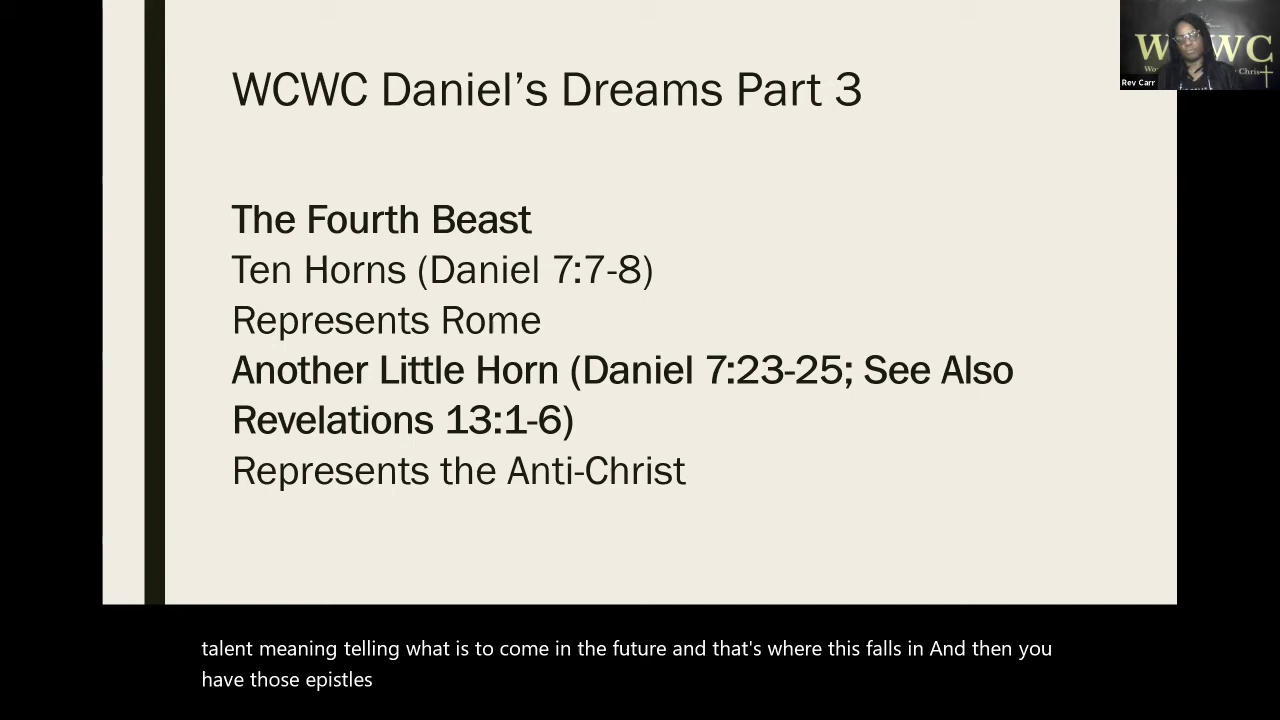 WCWC Daniel’s Dreams Part 3
The Fourth Beast
Ten Horns (Daniel 7:7-8)
Represents Rome
Another Little Horn (Daniel 7:23-25; See Also
Revelations 13:1-6)
Represents the Anti-Christ
Rev Carr
talent meaning telling what is to come in the future and that's where this falls in And then you
have those epistles